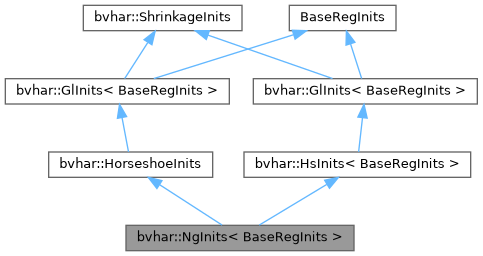 bvhar::ShrinkageInits
BaseRegInits
bvhar::GlInits< BaseRegInits >
bvhar::GlInits< BaseRegInits >
bvhar::HorseshoeInits
bvhar::HsInits< BaseRegInits >
bvhar::NgInits< BaseRegInits >